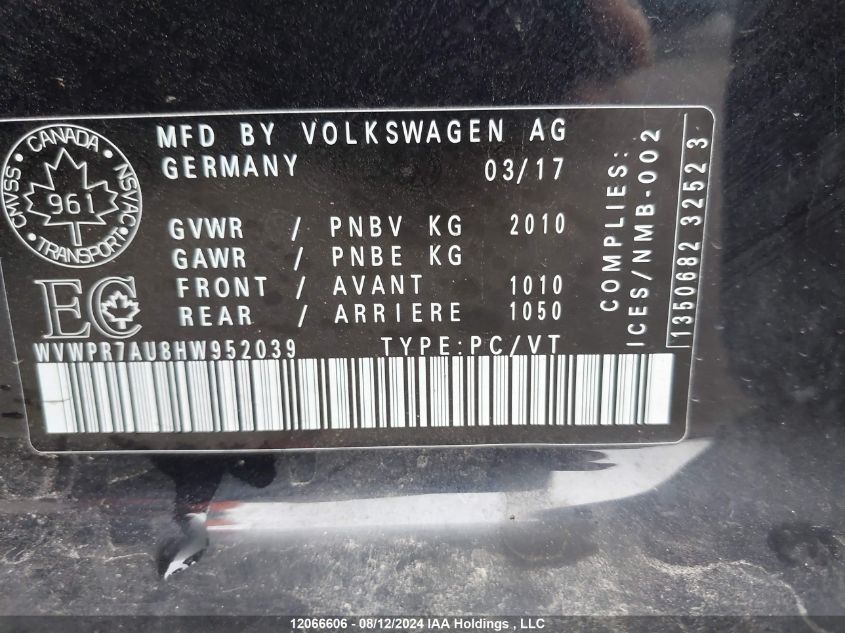 CANADA
CMVSS
NSVAC
961
TRANSPORT
MFD BY VOLKSWAGEN AG
GERMANY 03/17
GVWR / PNBV KG 2010
GAWR / PNBE KG
FRONT / AVANT 1010
REAR / ARRIERE 1050
EC
WVWPR7AU8HW952039 TYPE:PC/VT
COMPLIES:
ICES/NMB-002
1350682 32523
12066606 - 08/12/2024 IAA Holdings , LLC